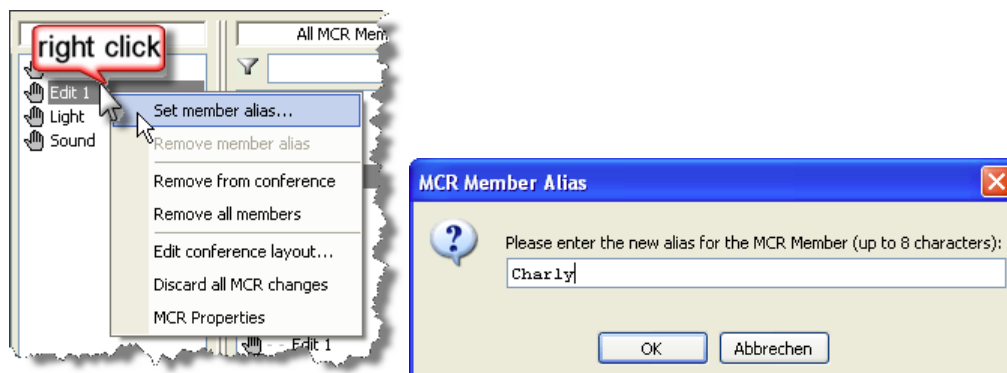 All MCR Mem
right click
Edit 1
Light
Sound
Set member alias...
Remove member alias
Remove from conference
Remove all members
Edit conference layout...
Discard all MCR changes
MCR Properties
- - Edit 1
MCR Member Alias
Please enter the new alias for the MCR Member (up to 8 characters):
Charly
OK
Abbrechen